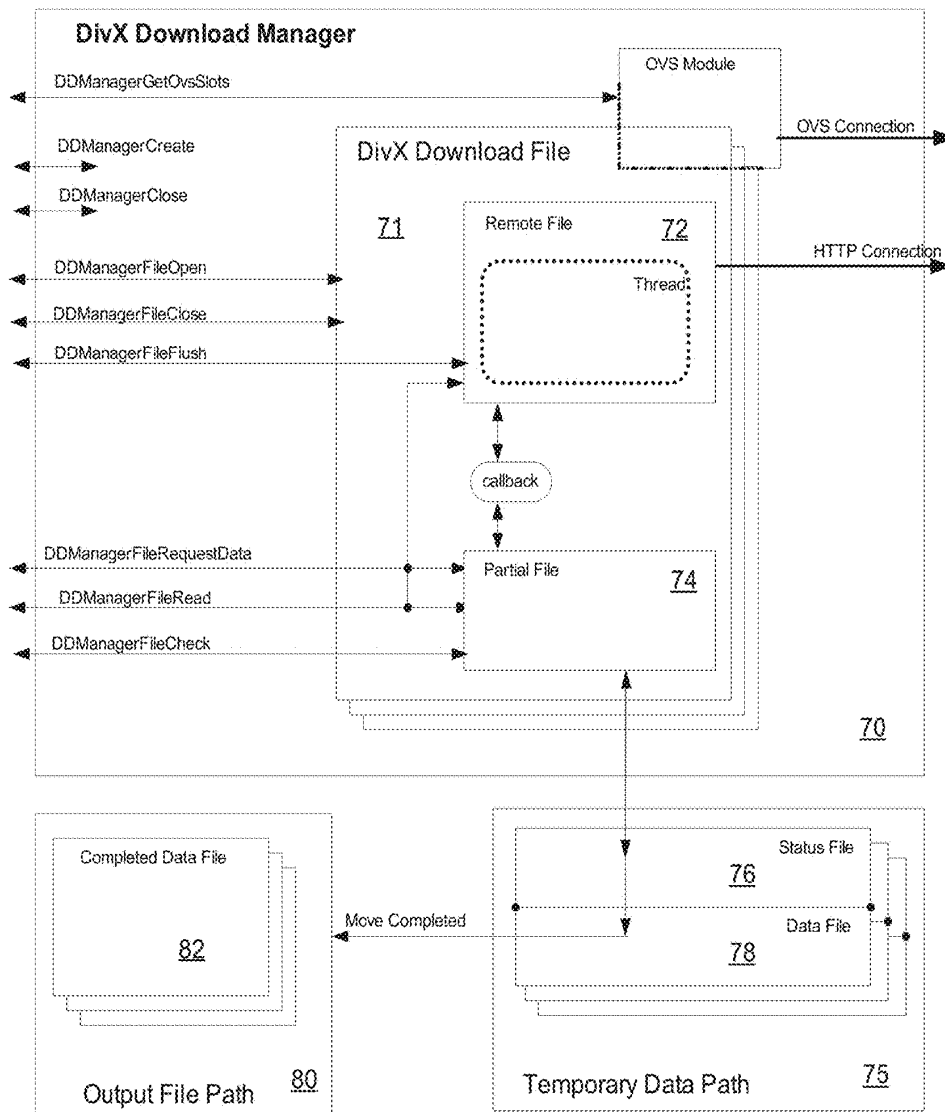 DivX Download Manager
OVS Module
DDManagerGetOvsSlots
OVS Connection
DDManagerCreate
DivX Download File
DDManagerClose
71
Remote File
72
HTTP Connection
DDManagerFileOpen
Thread
DDManagerFileClose
DDManagerFileFlush
callback
DDManagerFileRequestData
Partial File
74
DDManagerFileRead
DDManagerFileCheck
70
Completed Data File
Status File
76
Move Completed
Data File
82
78
Output File Path
80
Temporary Data Path
75